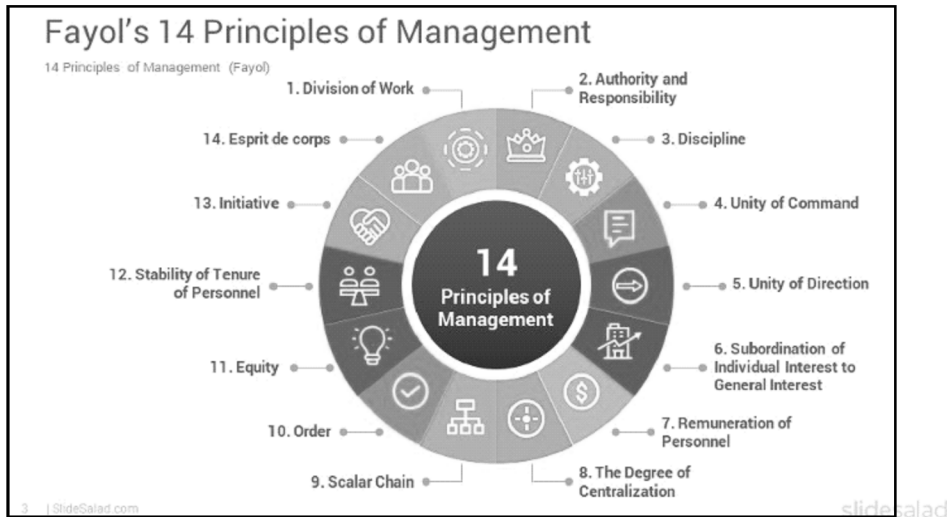 Fayol's 14 Principles of Management
14 Principles of Management (Fayol)
1. Division of Work
2. Authority and
Responsibility
3. Discipline
4. Unity of Command
5. Unity of Direction
6. Subordination of
Individual Interest to
General Interest
7. Remuneration of
Personnel
8. The Degree of
Centralization
9. Scalar Chain
10. Order
11. Equity
12. Stability of Tenure
of Personnel
13. Initiative
14. Esprit de corps
14
Principles of
Management
3 | SlideSalad.com
slidesalad